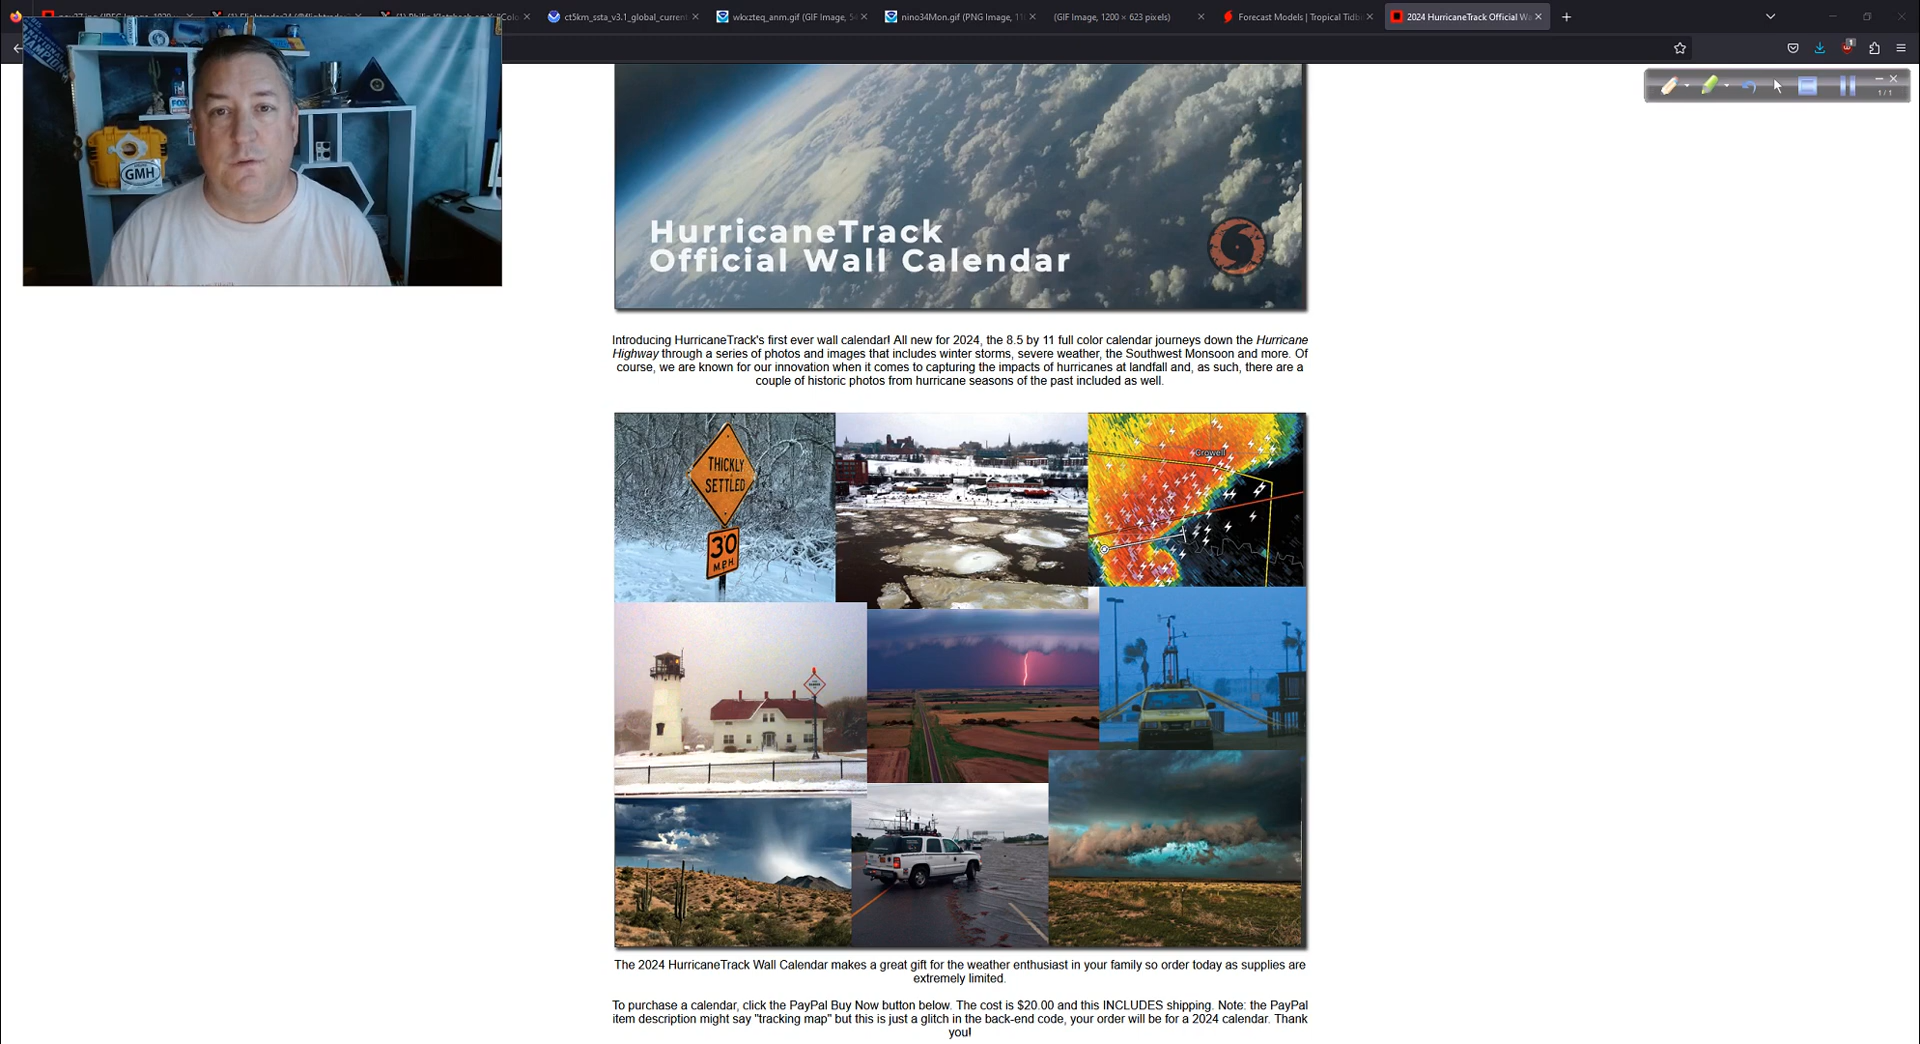 ct5km_ssta_v3.1_global_current
wkxzteq_anm.gif (GIF Image, 54
nino34Mon.gif (PNG Image, 11
(GIF Image, 1200 × 623 pixels)
Forecast Models | Tropical Tidb
2024 HurricaneTrack Official Wa
1
1 / 1
FOX
GMH
HurricaneTrack
Official Wall Calendar
Introducing HurricaneTrack's first ever wall calendar! All new for 2024, the 8.5 by 11 full color calendar journeys down the Hurricane
Highway through a series of photos and images that includes winter storms, severe weather, the Southwest Monsoon and more. Of
course, we are known for our innovation when it comes to capturing the impacts of hurricanes at landfall and, as such, there are a
couple of historic photos from hurricane seasons of the past included as well.
THICKLY
SETTLED
30
M.P.H.
Crowell
The 2024 HurricaneTrack Wall Calendar makes a great gift for the weather enthusiast in your family so order today as supplies are
extremely limited.
To purchase a calendar, click the PayPal Buy Now button below. The cost is $20.00 and this INCLUDES shipping. Note: the PayPal
item description might say "tracking map" but this is just a glitch in the back-end code, your order will be for a 2024 calendar. Thank
you!